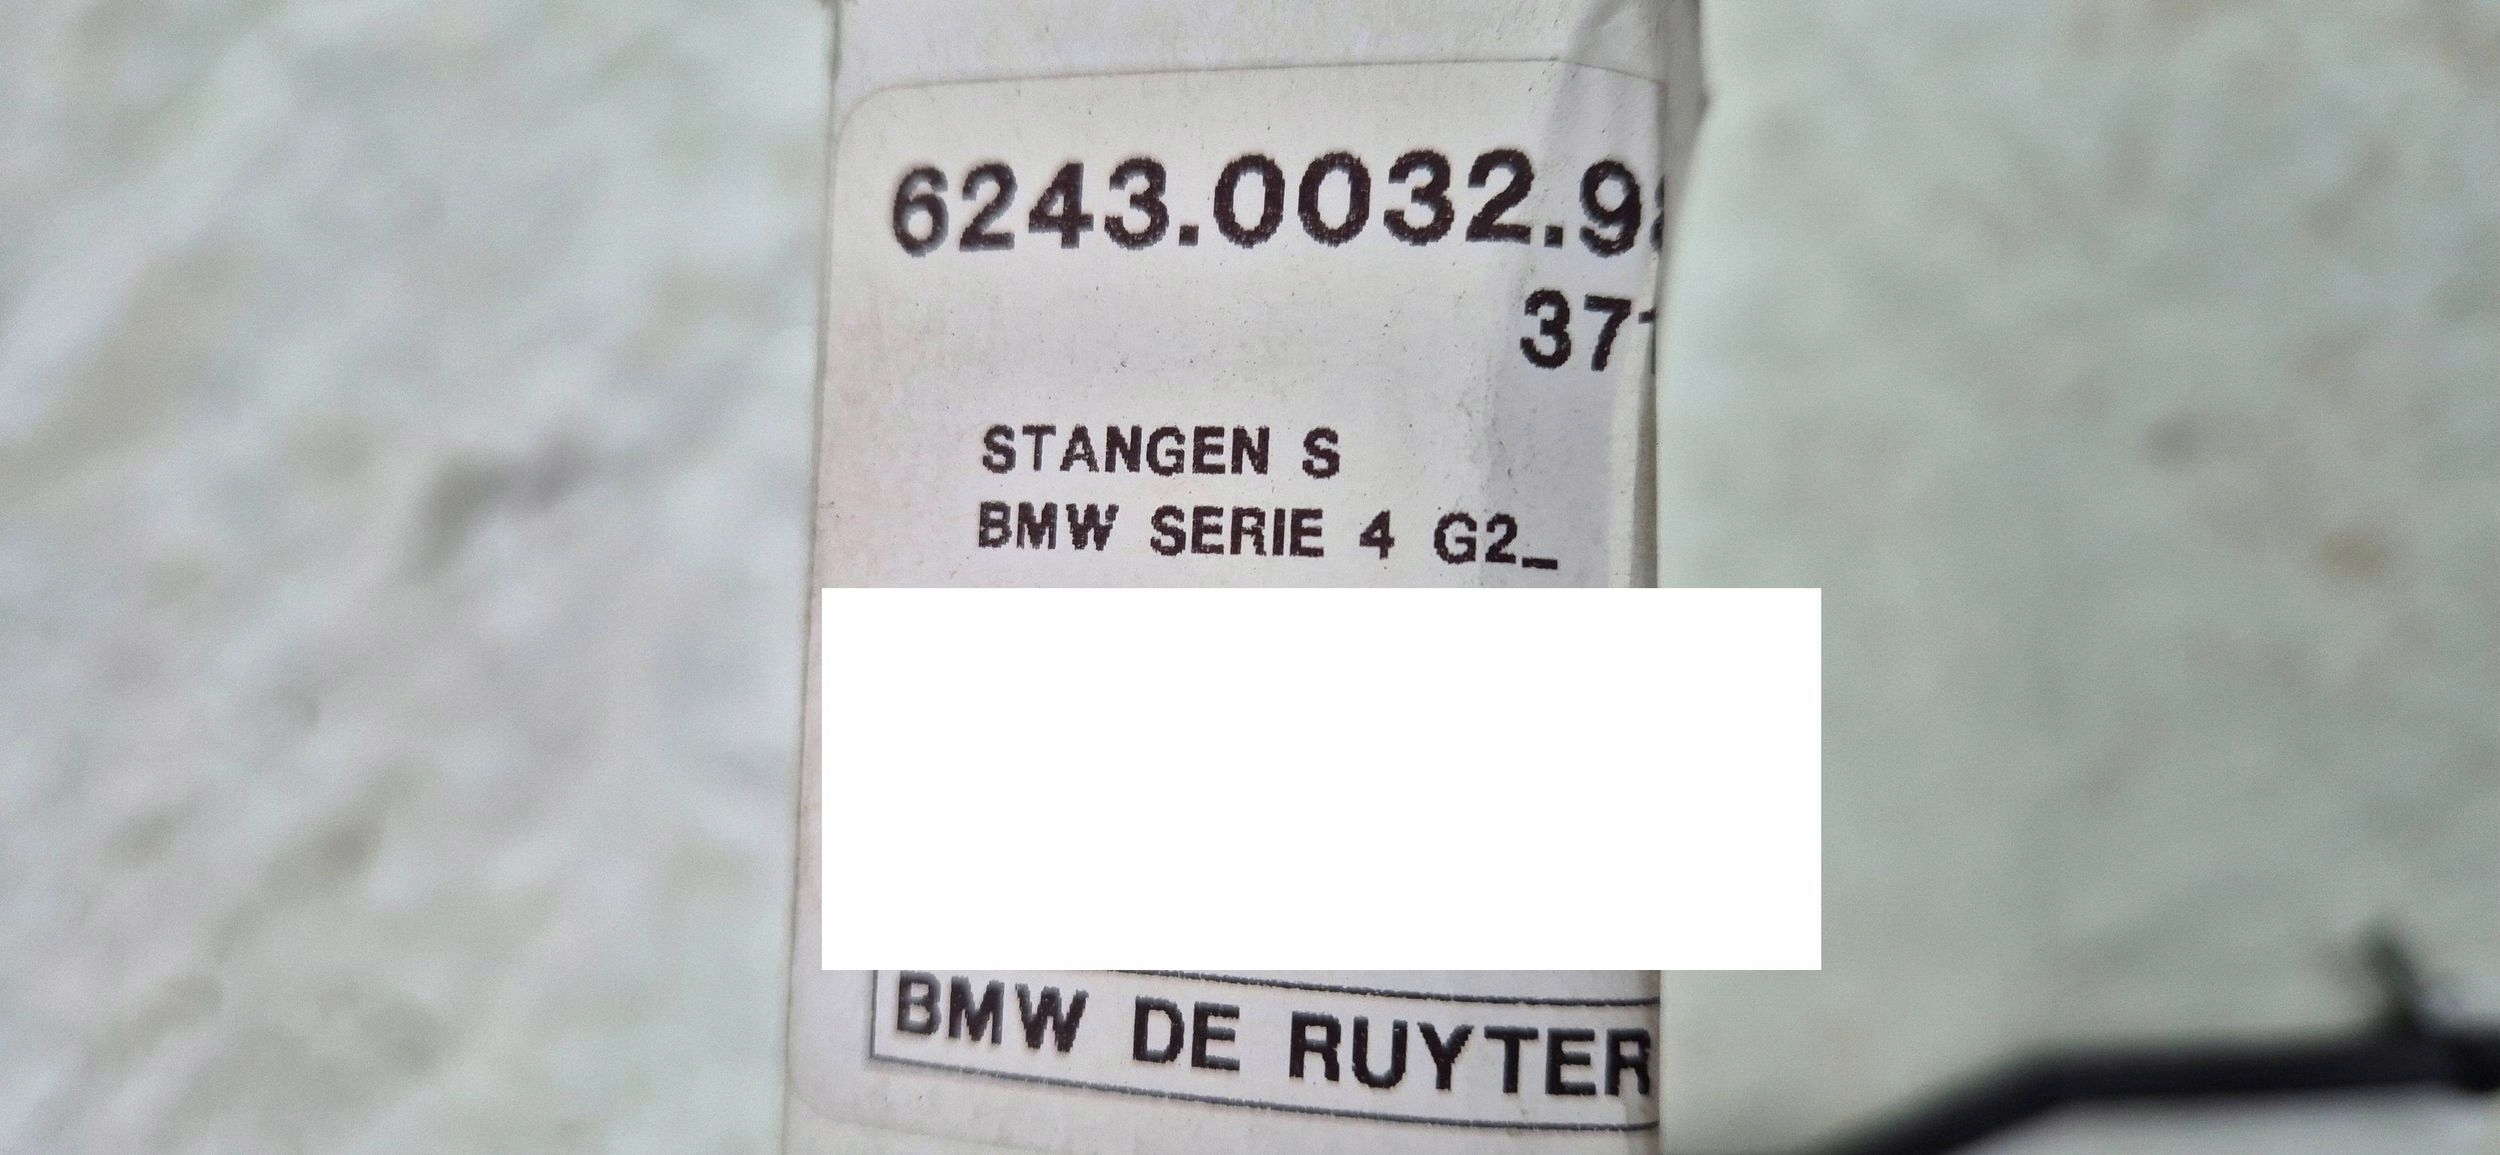 6243.0032.9
37
STANGEN S
BMW SERIE 4 G2_
BMW DE RUYTER